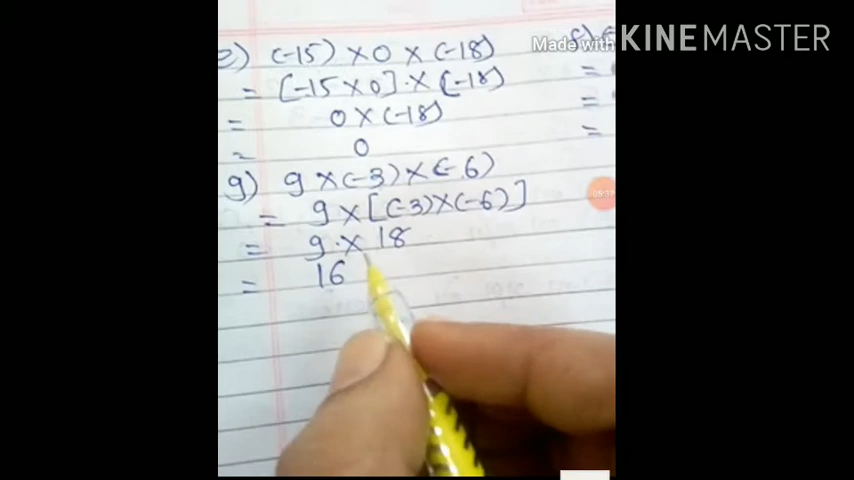 e) (-15) × 0 × (-18)
= [-15 × 0] × (-18)
= 0 × (-18)
= 0
g) 9 × (-3) × (-6)
= 9 × [(-3) × (-6)]
= 9 × 18
= 16
Made with KINEMASTER